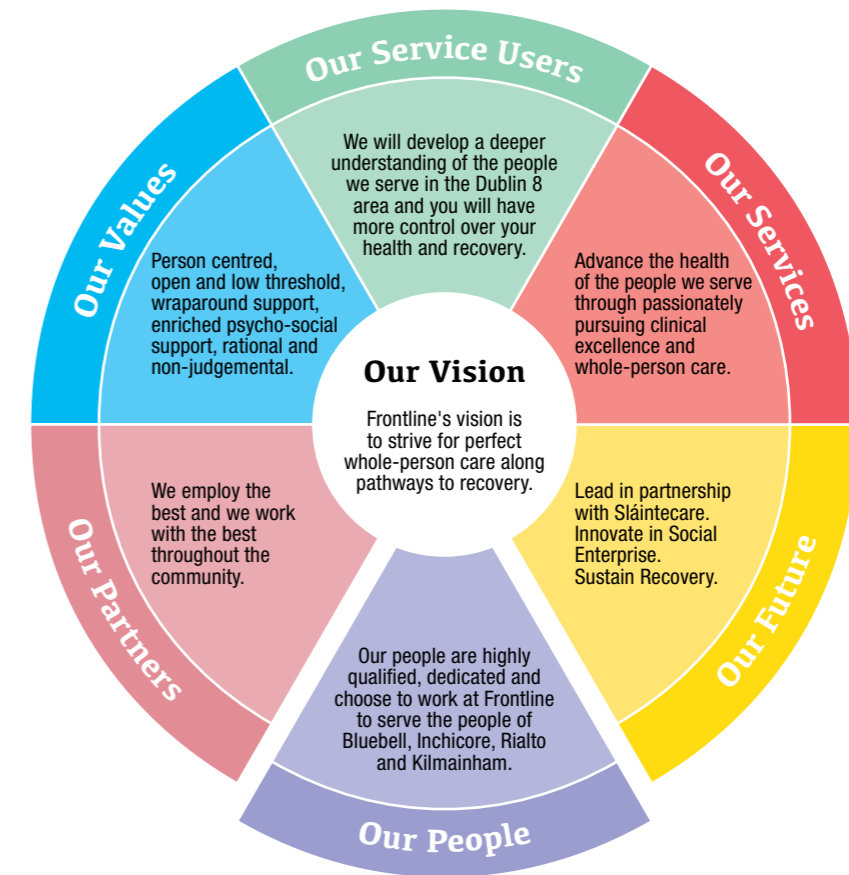 Our Service Users
We will develop a deeper
understanding of the people
we serve in the Dublin 8
area and you will have
more control over your
health and recovery.
Our Services
Advance the health
of the people we serve
through passionately
pursuing clinical
excellence and
whole-person care.
Our Future
Lead in partnership
with Sláintecare.
Innovate in Social
Enterprise.
Sustain Recovery.
Our People
Our people are highly
qualified, dedicated and
choose to work at Frontline
to serve the people of
Bluebell, Inchicore, Rialto
and Kilmainham.
Our Partners
We employ the
best and we work
with the best
throughout the
community.
Our Values
Person centred,
open and low threshold,
wraparound support,
enriched psycho-social
support, rational and
non-judgemental.
Our Vision
Frontline's vision is
to strive for perfect
whole-person care along
pathways to recovery.